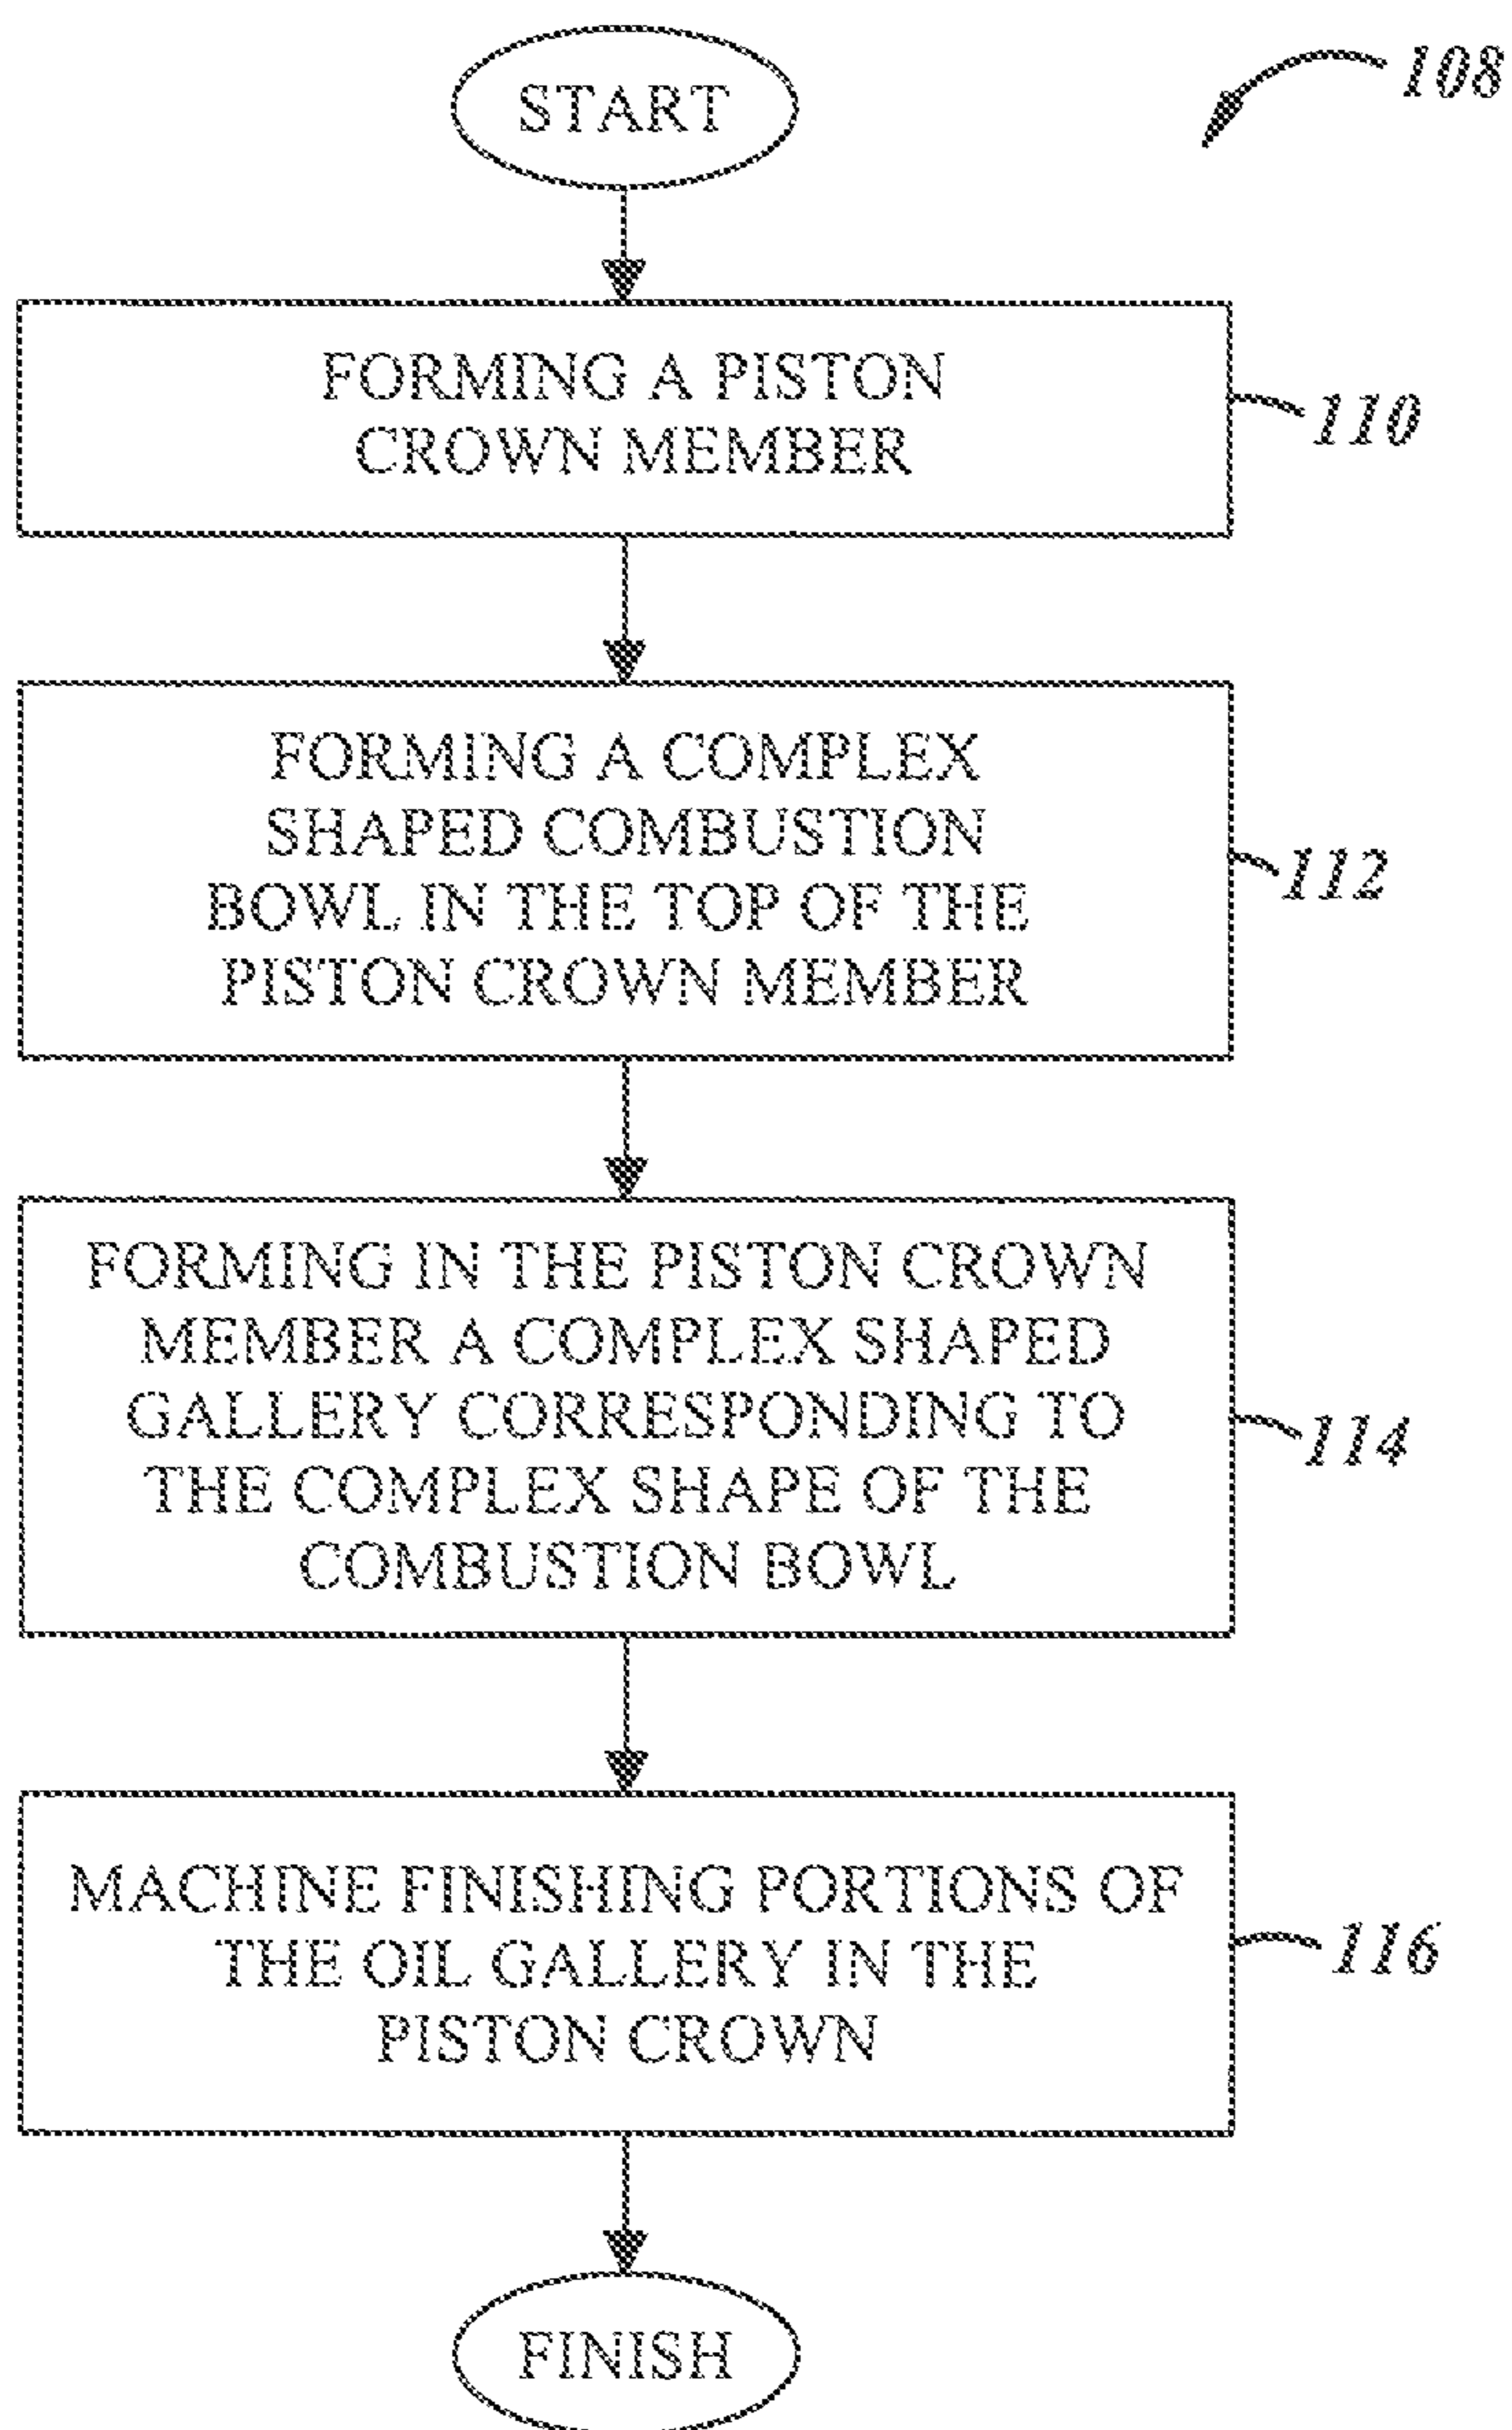 START
108
FORMING A PISTON
CROWN MEMBER
110
FORMING A COMPLEX
SHAPED COMBUSTION
BOWL IN THE TOP OF THE
PISTON CROWN MEMBER
112
FORMING IN THE PISTON CROWN
MEMBER A COMPLEX SHAPED
GALLERY CORRESPONDING TO
THE COMPLEX SHAPE OF THE
COMBUSTION BOWL
114
MACHINE FINISHING PORTIONS OF
THE OIL GALLERY IN THE
PISTON CROWN
116
FINISH